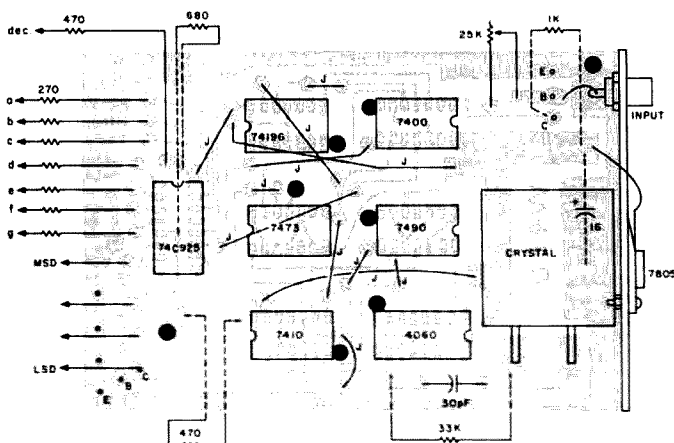 470
680
1K
dec.
25K
E
B
C
INPUT
270
a
b
c
d
e
f
g
J
74196
7400
J
J
J
J
74C925
7473
7490
J
J
J
J
J
CRYSTAL
+
16
7805
MSD
7410
4060
J
LSD
C
B
E
30pF
470
33K